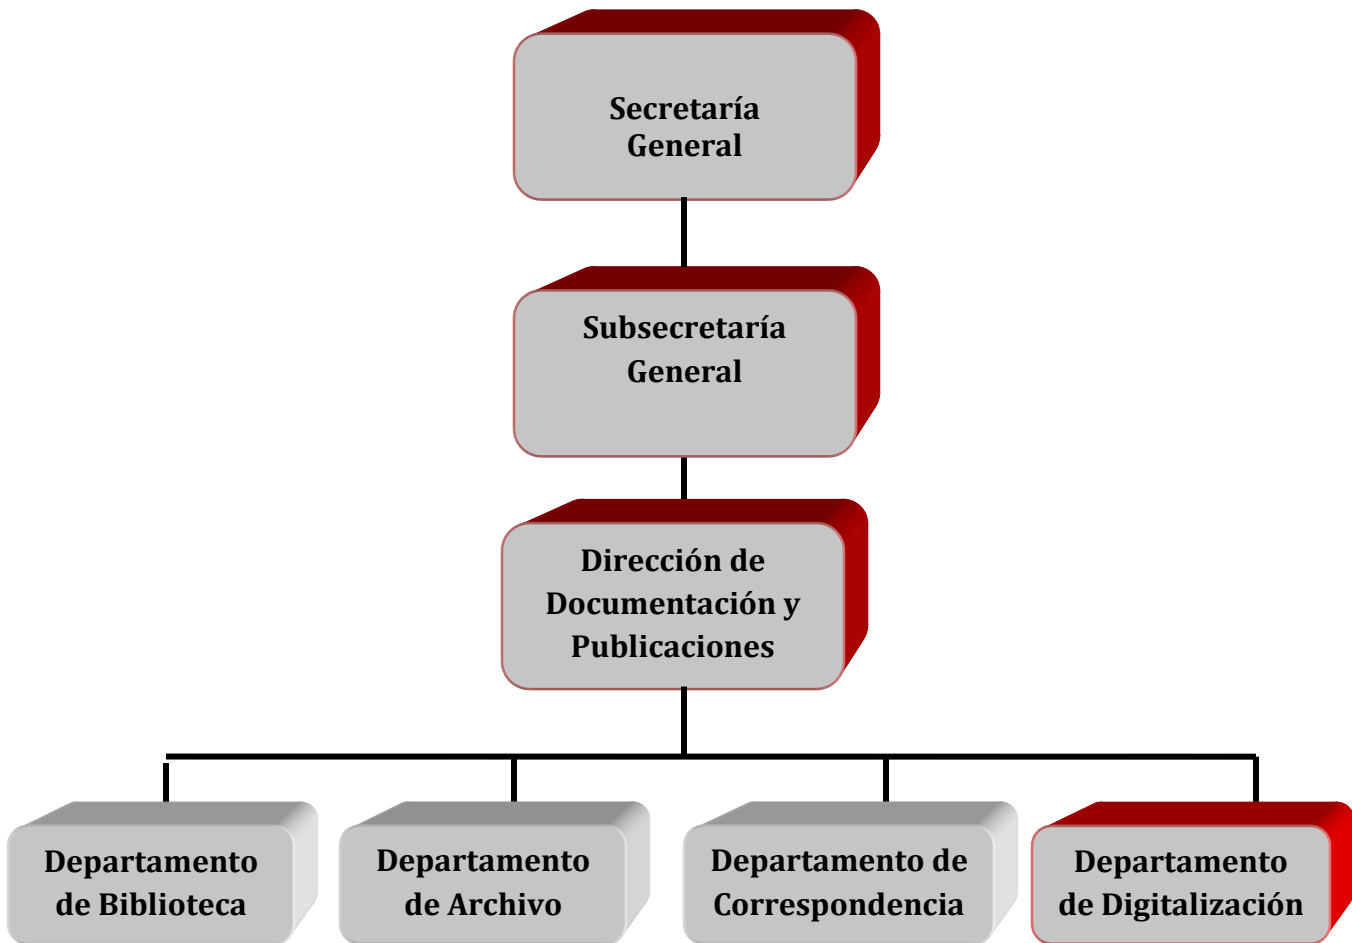 Secretaría
General
Subsecretaría
General
Dirección de
Documentación y
Publicaciones
Departamento
de Biblioteca
Departamento
de Archivo
Departamento de
Correspondencia
Departamento
de Digitalización